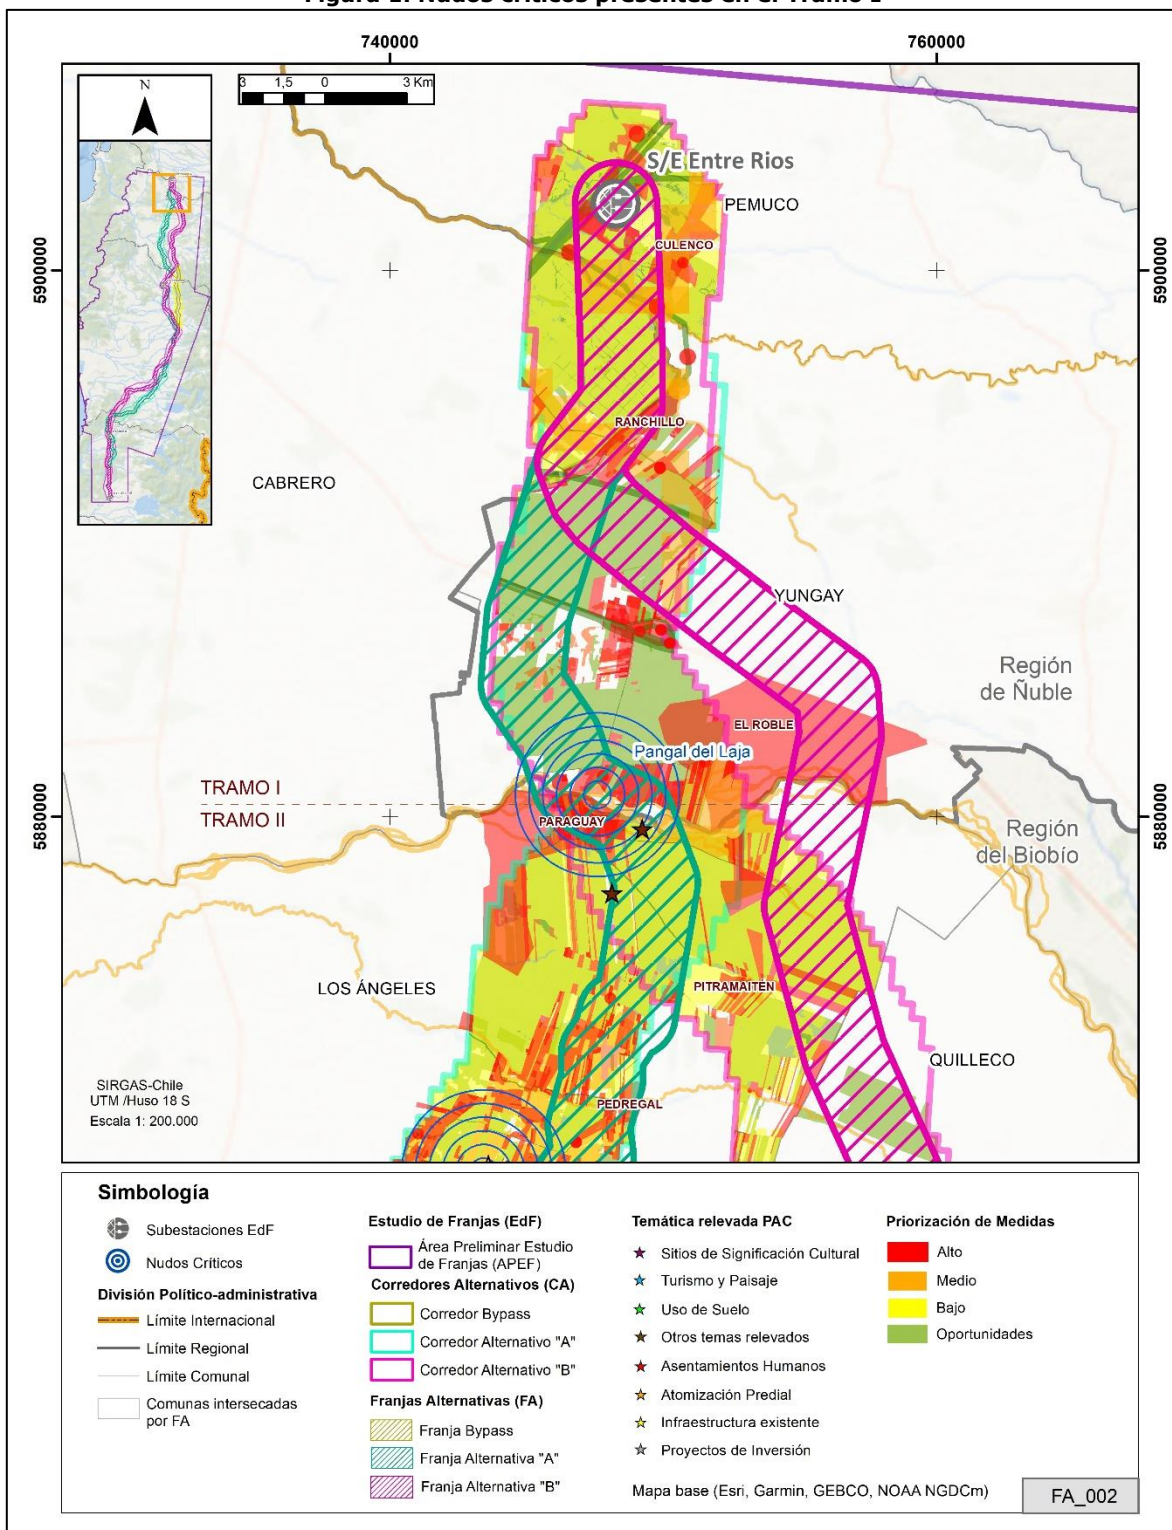 Figura 1: Nudos críticos presentes en el Tramo I
740000
760000
N
3 1,5 0 3 Km
S/E Entre Rios
PEMUCO
CULENCO
5900000
5900000
RANCHILLO
CABRERO
YUNGAY
Región
de Ñuble
EL ROBLE
Pangal del Laja
TRAMO I
TRAMO II
PARAGUAY
5880000
5880000
Región
del Biobío
LOS ÁNGELES
PITRAMAITEN
QUILLECO
SIRGAS-Chile
UTM /Huso 18 S
Escala 1: 200.000
PEDREGAL
Simbología
Subestaciones EdF
Nudos Críticos
División Político-administrativa
Límite Internacional
Límite Regional
Límite Comunal
Comunas intersecadas
por FA
Estudio de Franjas (EdF)
Área Preliminar Estudio
de Franjas (APEF)
Corredores Alternativos (CA)
Corredor Bypass
Corredor Alternativo "A"
Corredor Alternativo "B"
Franjas Alternativas (FA)
Franja Bypass
Franja Alternativa "A"
Franja Alternativa "B"
Temática relevada PAC
Sitios de Significación Cultural
Turismo y Paisaje
Uso de Suelo
Otros temas relevados
Asentamientos Humanos
Atomización Predial
Infraestructura existente
Proyectos de Inversión
Priorización de Medidas
Alto
Medio
Bajo
Oportunidades
Mapa base (Esri, Garmin, GEBCO, NOAA NGDCm)
FA_002